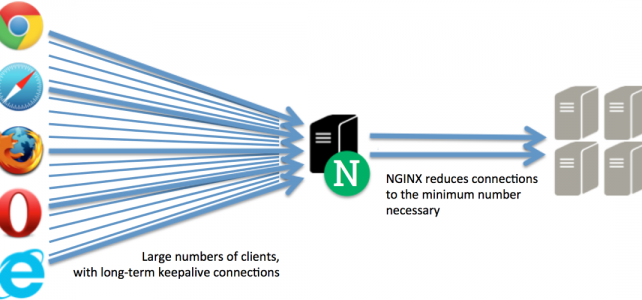 N
NGINX reduces connections
to the minimum number
necessary
Large numbers of clients,
with long-term keepalive connections